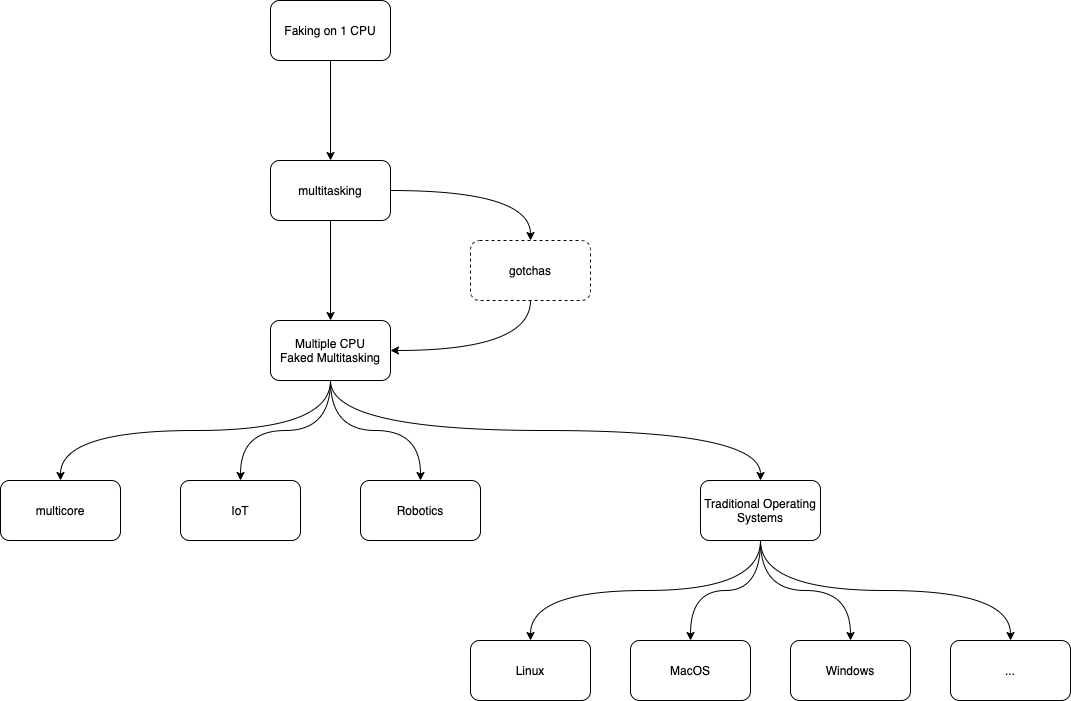 Faking on 1 CPU
multitasking
gotchas
Multiple CPU
Faked Multitasking
multicore
IoT
Robotics
Traditional Operating
Systems
Linux
MacOS
Windows
...